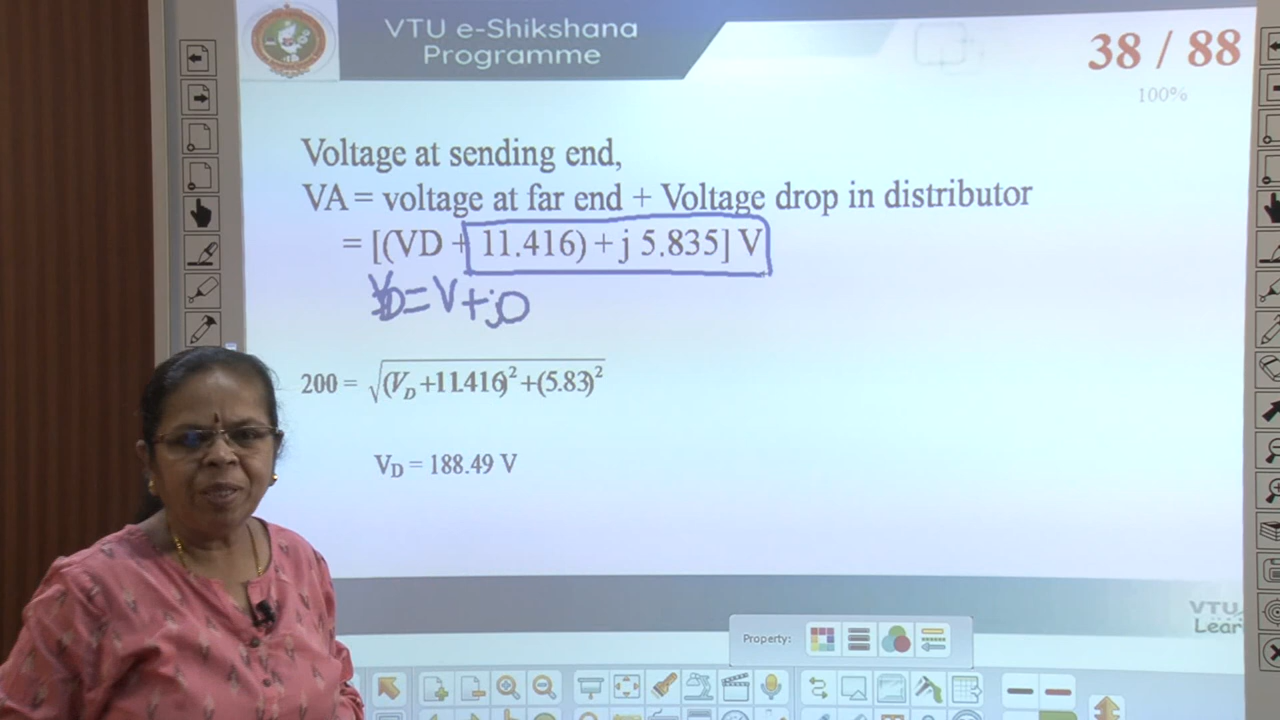 VTU e-Shikshana
Programme
38 / 88
100%
Voltage at sending end,
VA = voltage at far end + Voltage drop in distributor
= [(VD + 11.416) + j 5.835] V
VD = V + j0
200 = √(V_D +11.416)² +(5.83)²
V_D = 188.49 V
VTU
Lear
Property: